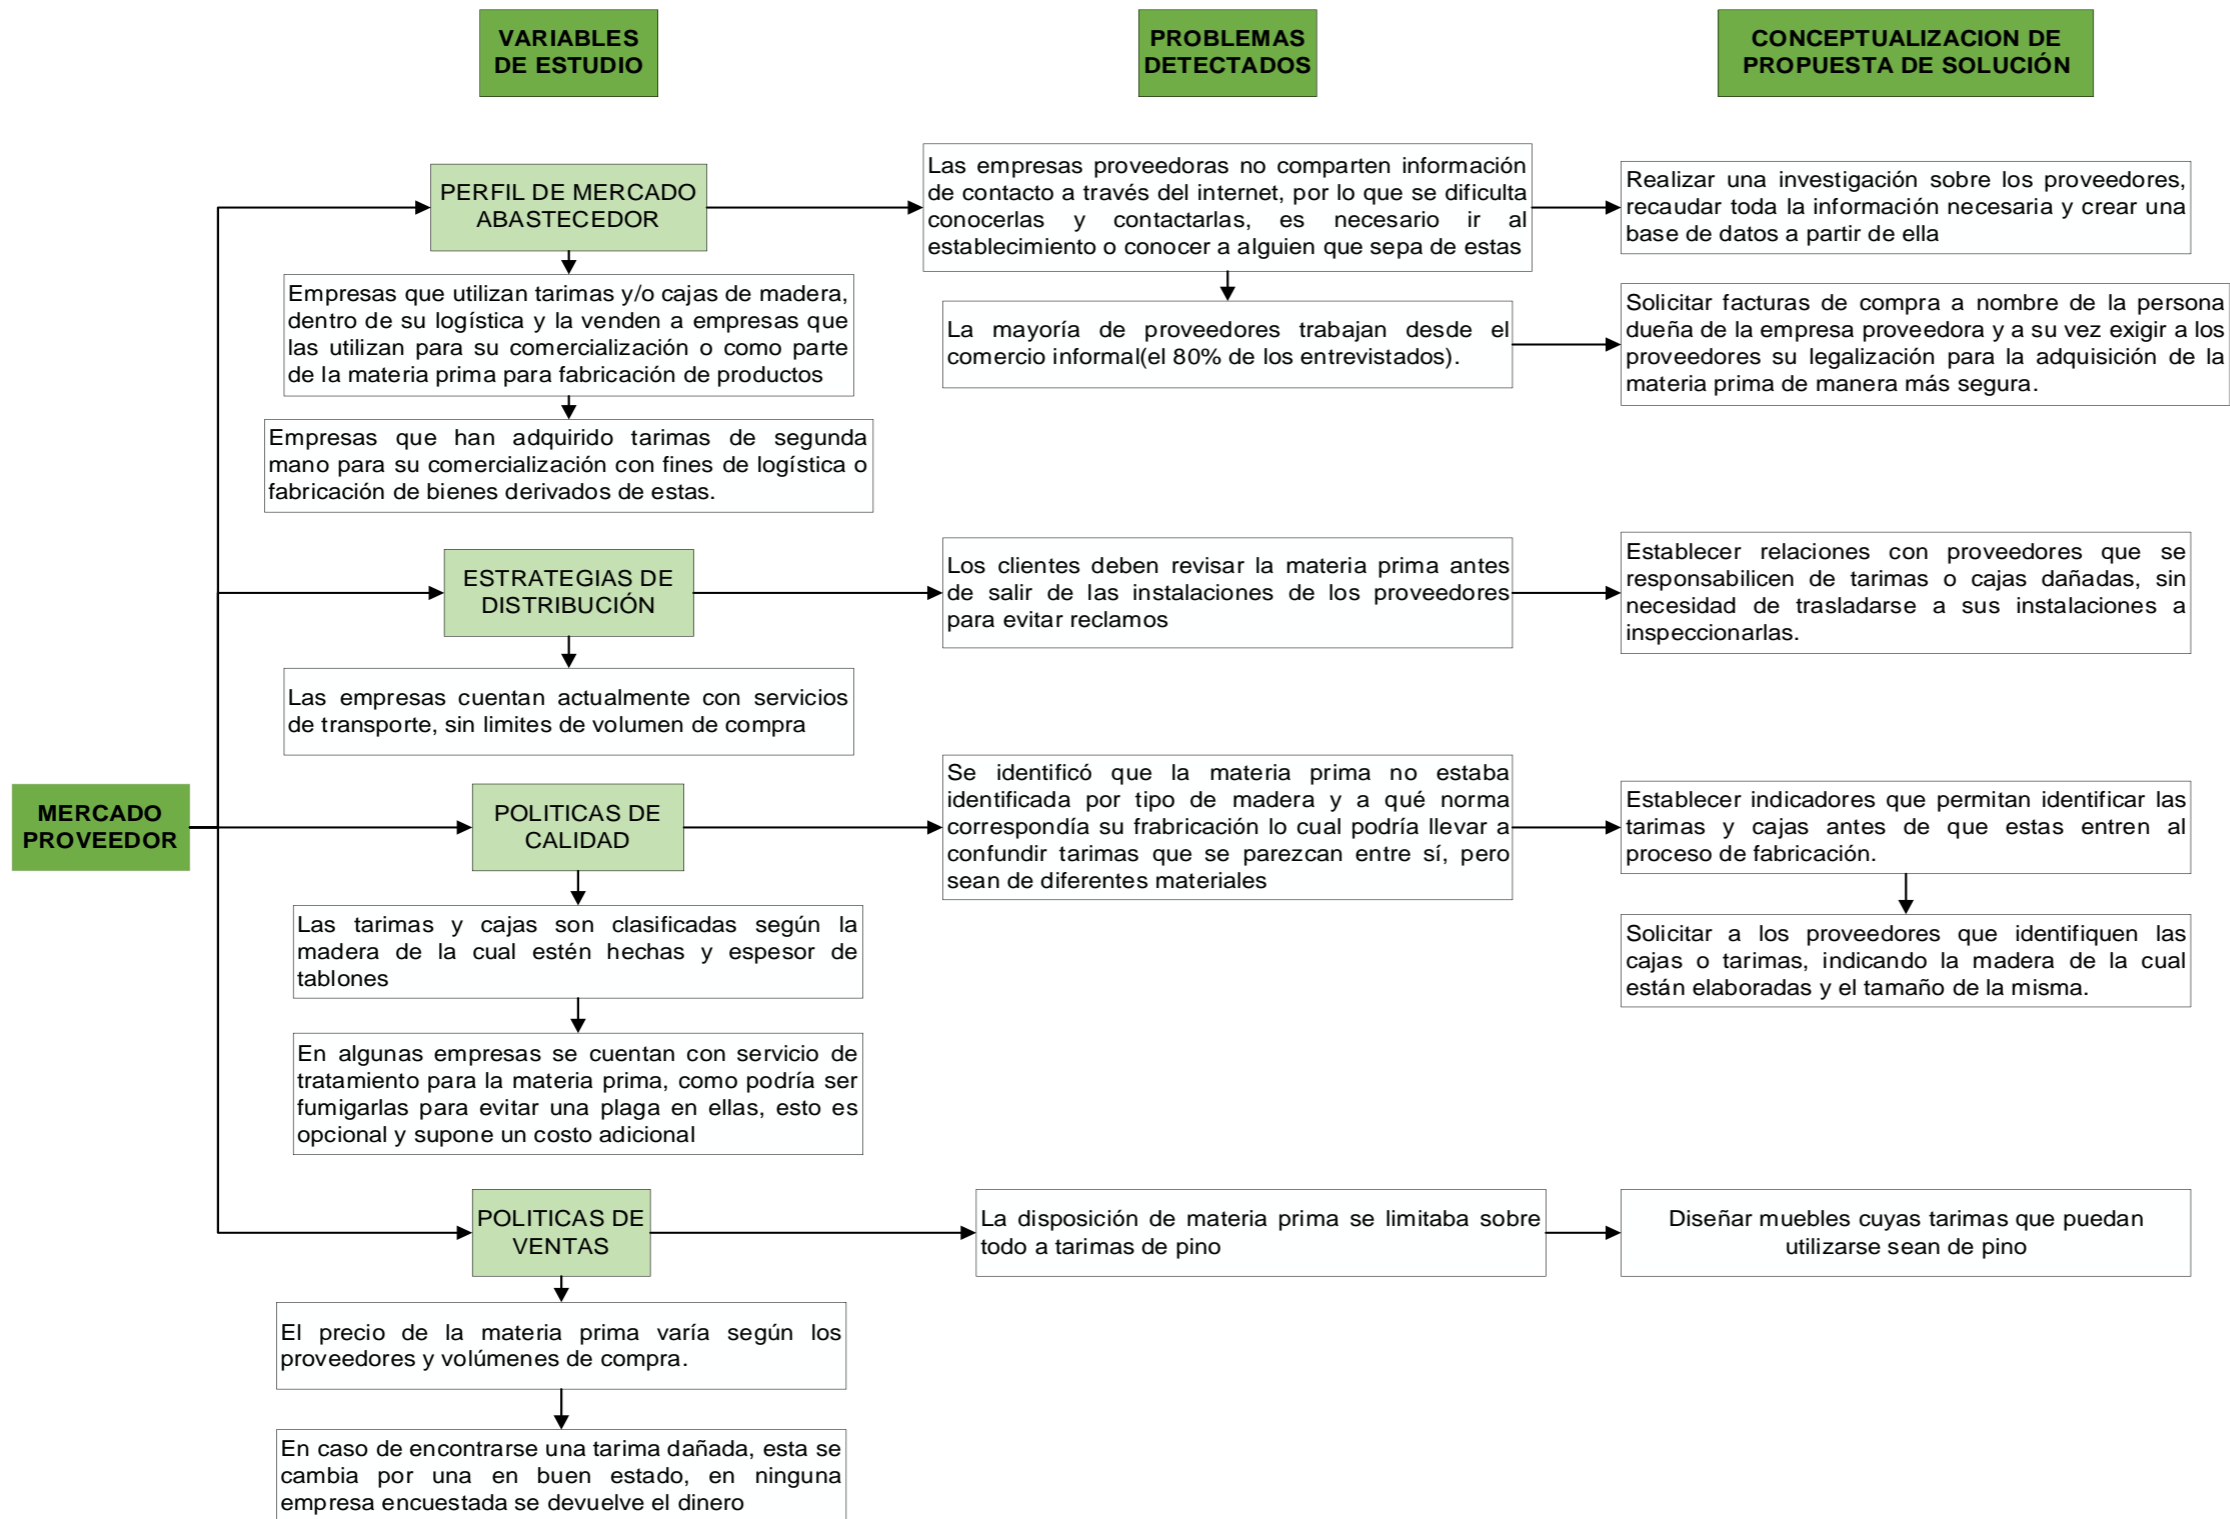 VARIABLES
DE ESTUDIO
PROBLEMAS
DETECTADOS
CONCEPTUALIZACION DE
PROPUESTA DE SOLUCIÓN
MERCADO
PROVEEDOR
PERFIL DE MERCADO
ABASTECEDOR
Empresas que utilizan tarimas y/o cajas de madera,
dentro de su logística y la venden a empresas que
las utilizan para su comercialización o como parte
de la materia prima para fabricación de productos
Empresas que han adquirido tarimas de segunda
mano para su comercialización con fines de logística o
fabricación de bienes derivados de estas.
Las empresas proveedoras no comparten información
de contacto a través del internet, por lo que se dificulta
conocerlas y contactarlas, es necesario ir al
establecimiento o conocer a alguien que sepa de estas
La mayoría de proveedores trabajan desde el
comercio informal(el 80% de los entrevistados).
Realizar una investigación sobre los proveedores,
recaudar toda la información necesaria y crear una
base de datos a partir de ella
Solicitar facturas de compra a nombre de la persona
dueña de la empresa proveedora y a su vez exigir a los
proveedores su legalización para la adquisición de la
materia prima de manera más segura.
ESTRATEGIAS DE
DISTRIBUCIÓN
Las empresas cuentan actualmente con servicios
de transporte, sin limites de volumen de compra
Los clientes deben revisar la materia prima antes
de salir de las instalaciones de los proveedores
para evitar reclamos
Establecer relaciones con proveedores que se
responsabilicen de tarimas o cajas dañadas, sin
necesidad de trasladarse a sus instalaciones a
inspeccionarlas.
POLITICAS DE
CALIDAD
Las tarimas y cajas son clasificadas según la
madera de la cual estén hechas y espesor de
tablones
En algunas empresas se cuentan con servicio de
tratamiento para la materia prima, como podría ser
fumigarlas para evitar una plaga en ellas, esto es
opcional y supone un costo adicional
Se identificó que la materia prima no estaba
identificada por tipo de madera y a qué norma
correspondía su frabricación lo cual podría llevar a
confundir tarimas que se parezcan entre sí, pero
sean de diferentes materiales
Establecer indicadores que permitan identificar las
tarimas y cajas antes de que estas entren al
proceso de fabricación.
Solicitar a los proveedores que identifiquen las
cajas o tarimas, indicando la madera de la cual
están elaboradas y el tamaño de la misma.
POLITICAS DE
VENTAS
El precio de la materia prima varía según los
proveedores y volúmenes de compra.
En caso de encontrarse una tarima dañada, esta se
cambia por una en buen estado, en ninguna
empresa encuestada se devuelve el dinero
La disposición de materia prima se limitaba sobre
todo a tarimas de pino
Diseñar muebles cuyas tarimas que puedan
utilizarse sean de pino